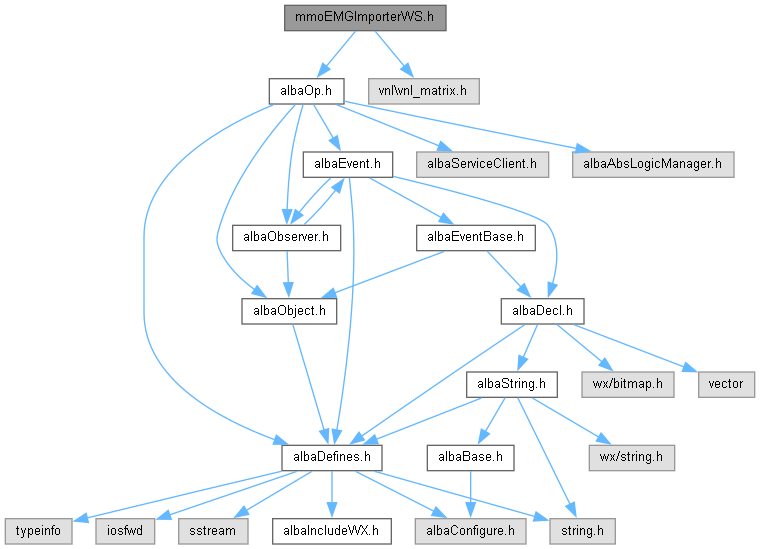 mmoEMGImporterWS.h
albaOp.h
vnl\vnl_matrix.h
albaEvent.h
albaServiceClient.h
albaAbsLogicManager.h
albaObserver.h
albaEventBase.h
albaObject.h
albaDecl.h
albaString.h
wx/bitmap.h
vector
albaDefines.h
albaBase.h
wx/string.h
typeinfo
iosfwd
sstream
albaIncludeWX.h
albaConfigure.h
string.h